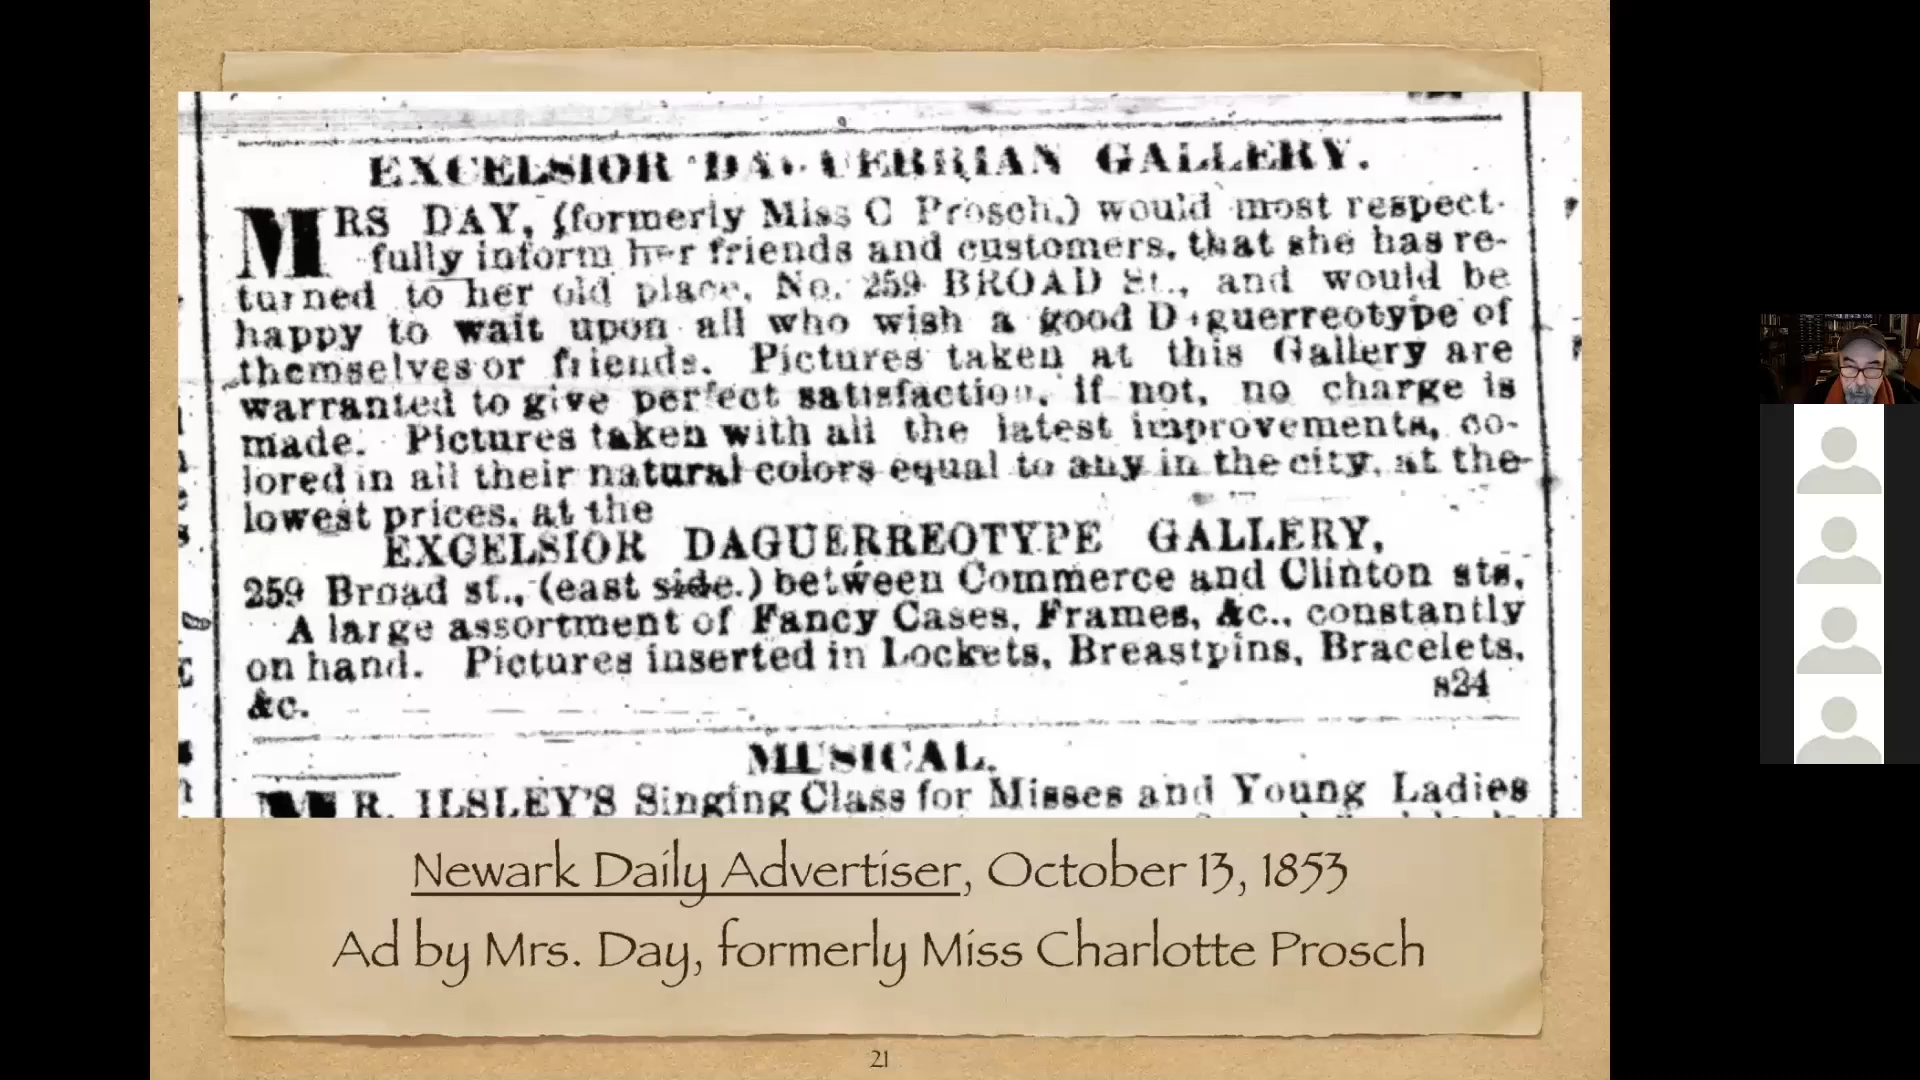 EXCELSIOR DAGUERRIAN GALLERY.
MRS DAY, (formerly Miss C Prosch,) would most respect-
fully inform her friends and customers, that she has re-
turned to her old place, No. 259 BROAD St., and would be
happy to wait upon all who wish a good Daguerreotype of
themselves or friends. Pictures taken at this Gallery are
warranted to give perfect satisfaction, if not, no charge is
made. Pictures taken with all the latest improvements, co-
lored in all their natural colors equal to any in the city, at the
lowest prices, at the
EXCELSIOR DAGUERREOTYPE GALLERY,
259 Broad st., (east side.) between Commerce and Clinton sts,
A large assortment of Fancy Cases, Frames, &c., constantly
on hand. Pictures inserted in Lockets, Breastpins, Bracelets,
&c. s24
MUSICAL.
MR. ILSLEY'S Singing Class for Misses and Young Ladies
Newark Daily Advertiser, October 13, 1853
Ad by Mrs. Day, formerly Miss Charlotte Prosch
21